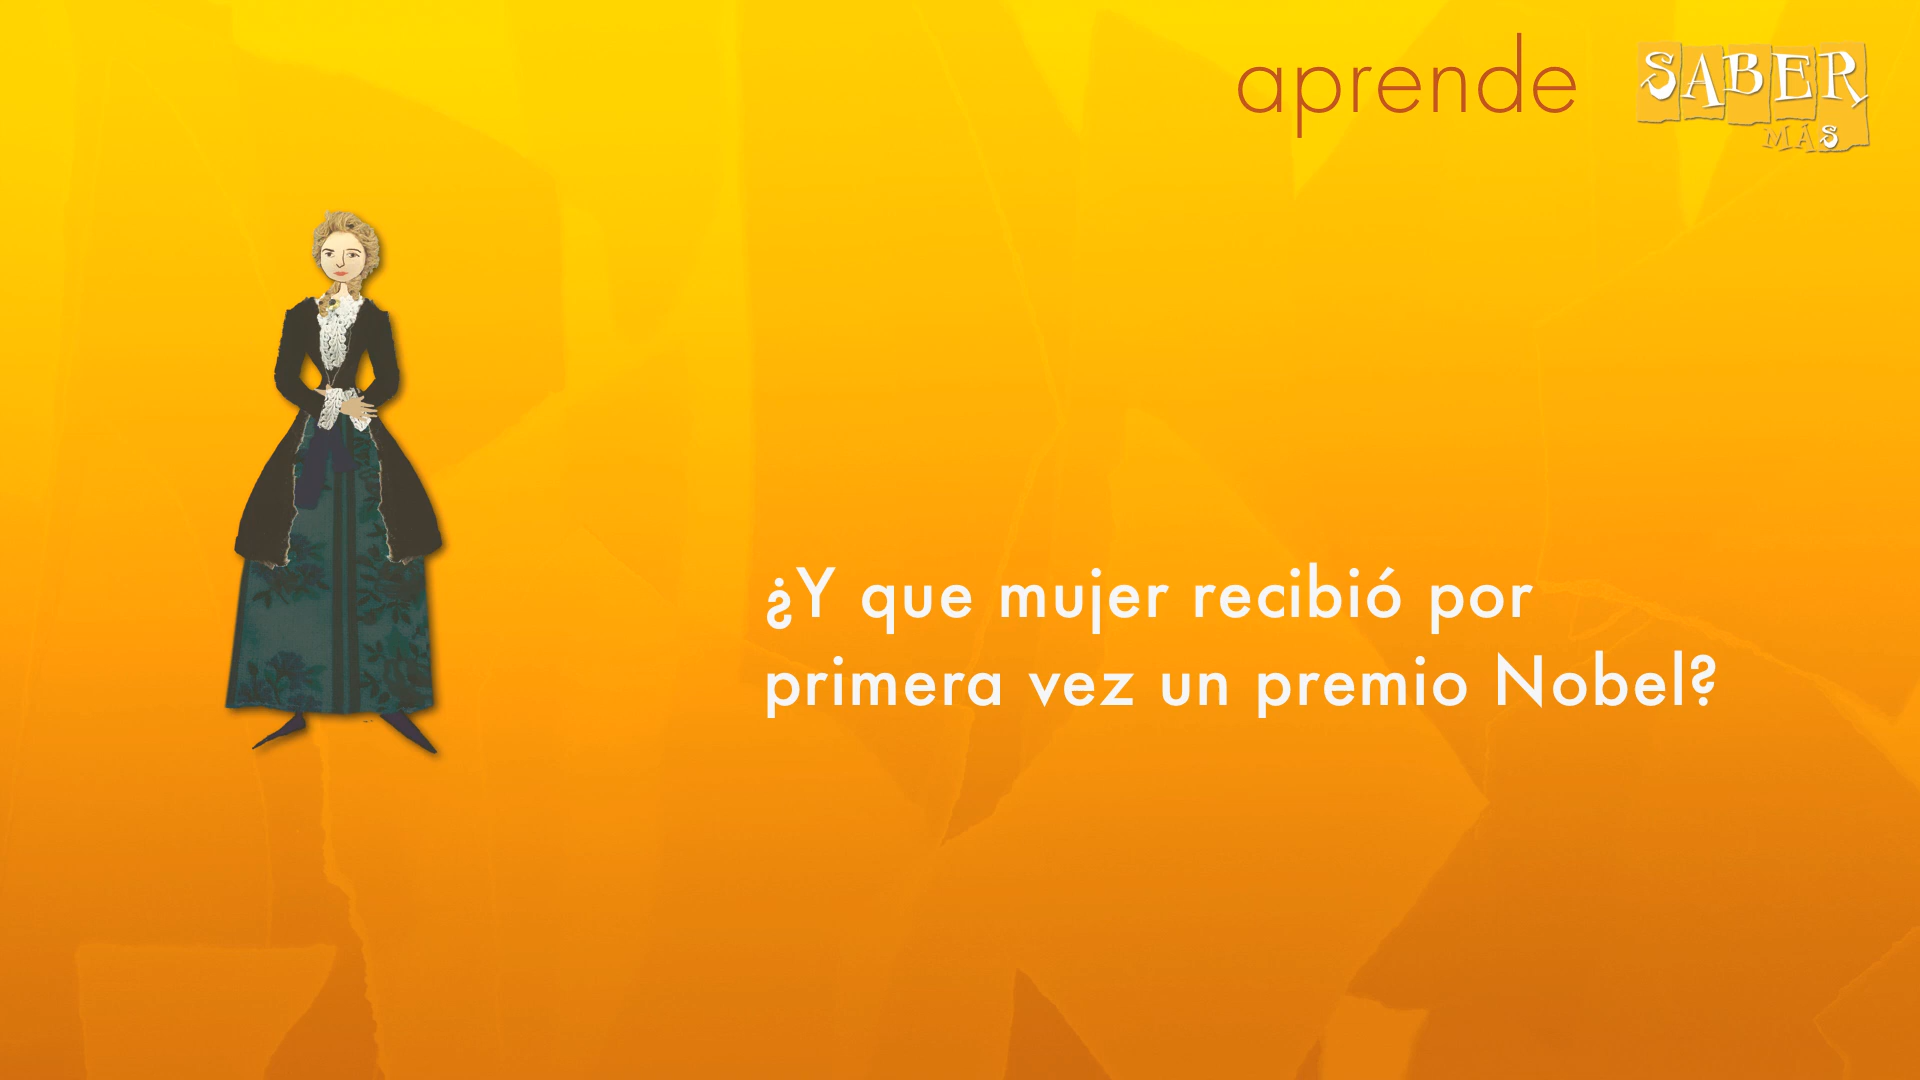 aprende
SABER
MÁS
¿Y que mujer recibió por
primera vez un premio Nobel?